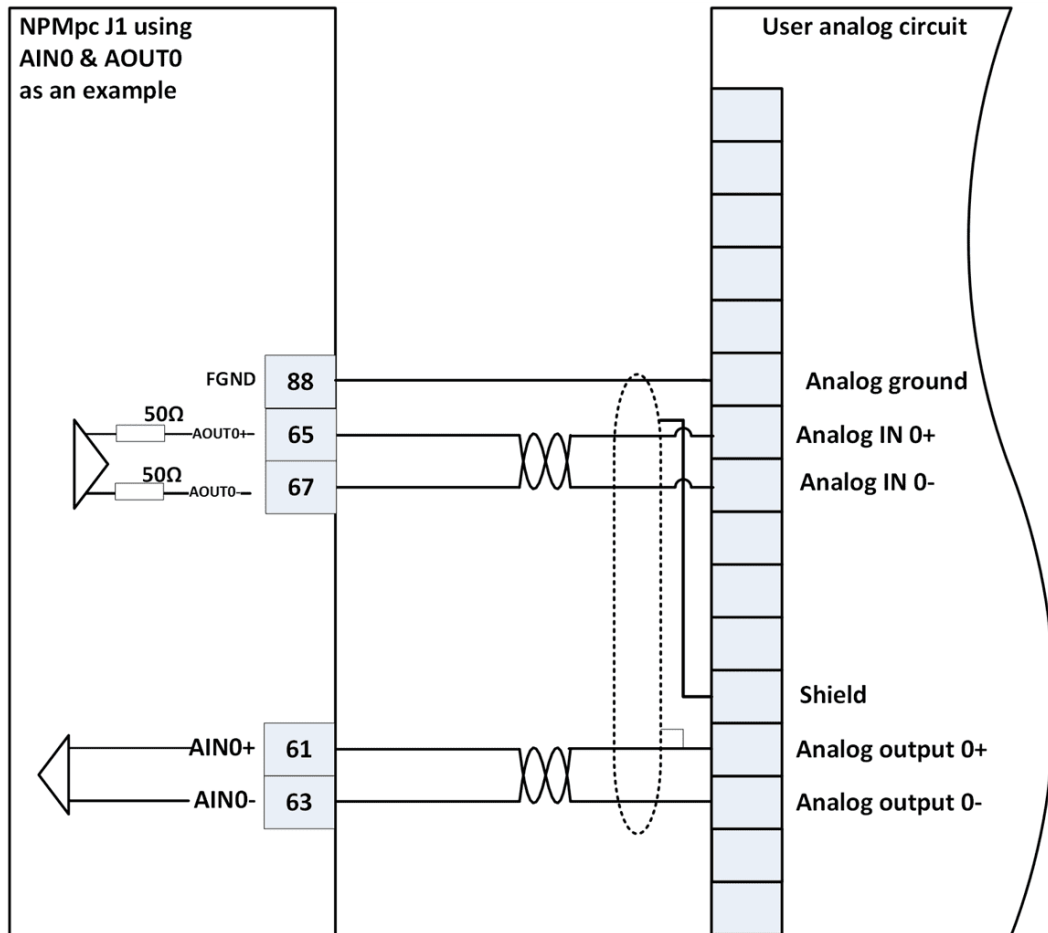 NPMpc J1 using
AIN0 & AOUT0
as an example
User analog circuit
FGND 88 Analog ground
50Ω
AOUT0+ 65 Analog IN 0+
50Ω
AOUT0- 67 Analog IN 0-
Shield
AIN0+ 61 Analog output 0+
AIN0- 63 Analog output 0-